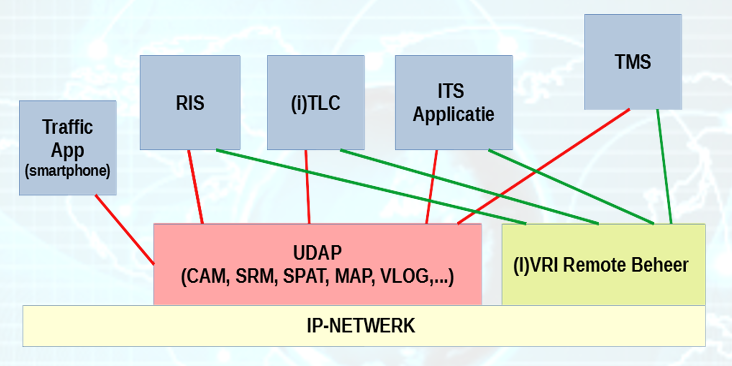 TMS
RIS
(i)TLC
ITS
Applicatie
Traffic
App
(smartphone)
UDAP
(CAM, SRM, SPAT, MAP, VLOG,...)
(I)VRI Remote Beheer
IP-NETWERK